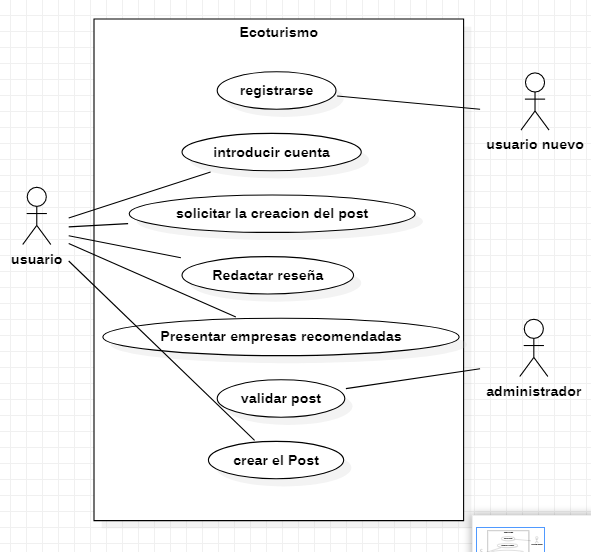 Ecoturismo
registrarse
usuario nuevo
introducir cuenta
solicitar la creacion del post
usuario
Redactar reseña
Presentar empresas recomendadas
administrador
validar post
crear el Post